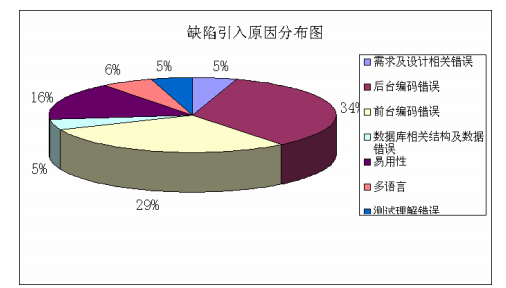 缺陷引入原因分布图
6%
5%
5%
16%
34%
5%
29%
需求及设计相关错误
后台编码错误
前台编码错误
数据库相关结构及数据
错误
易用性
多语言
测试理解错误